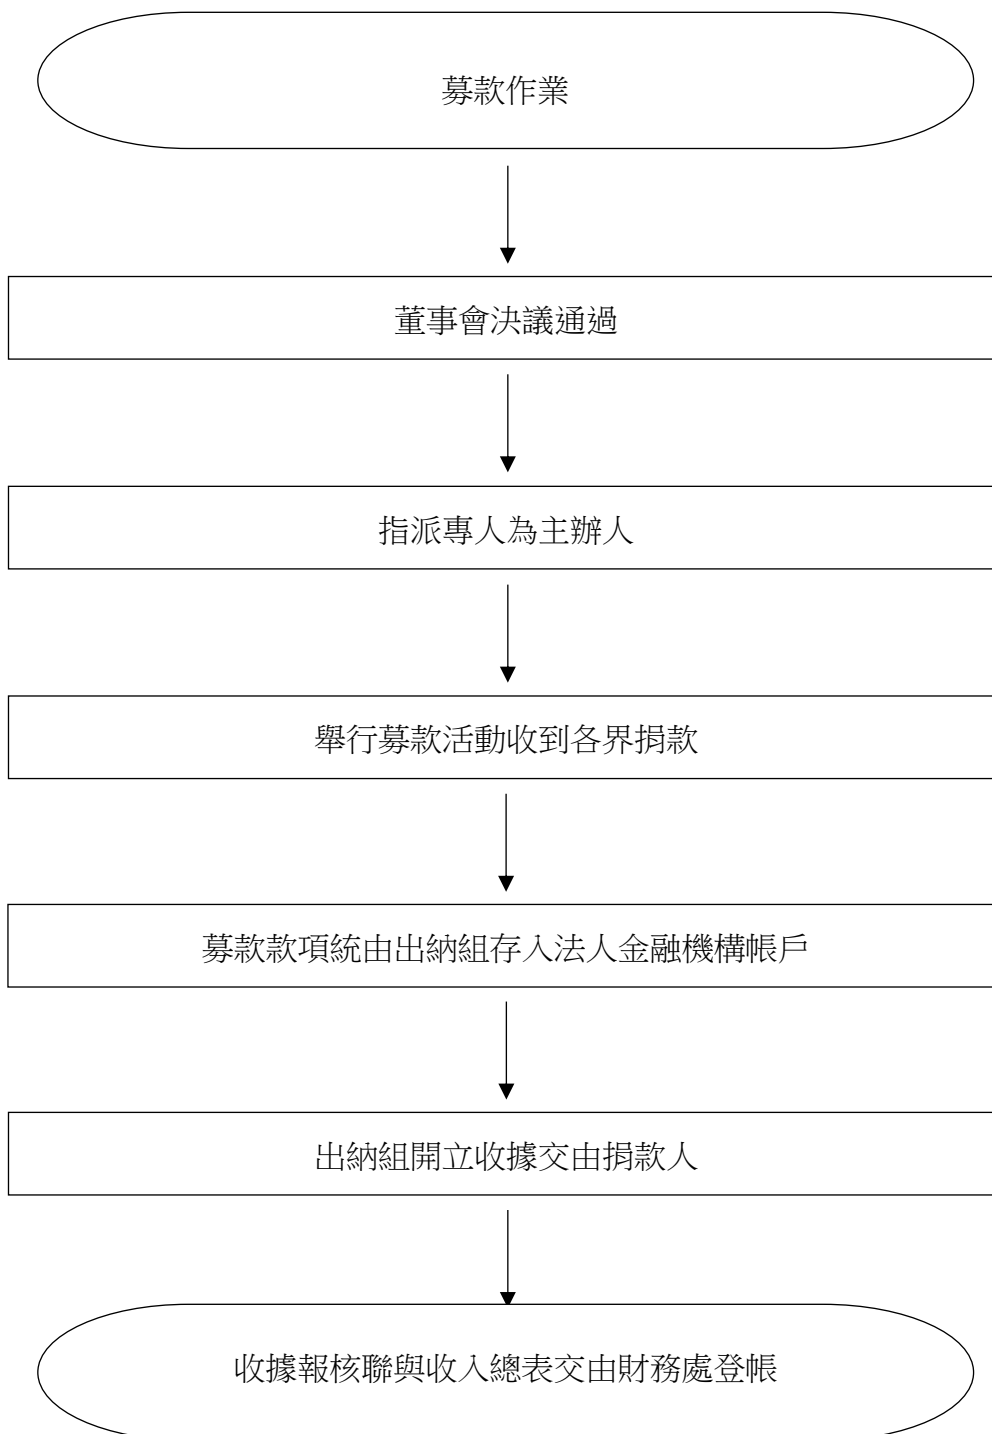 募款作業
董事會決議通過
指派專人為主辦人
舉行募款活動收到各界捐款
募款款項統由出納組存入法人金融機構帳戶
出納組開立收據交由捐款人
收據報核聯與收入總表交由財務處登帳